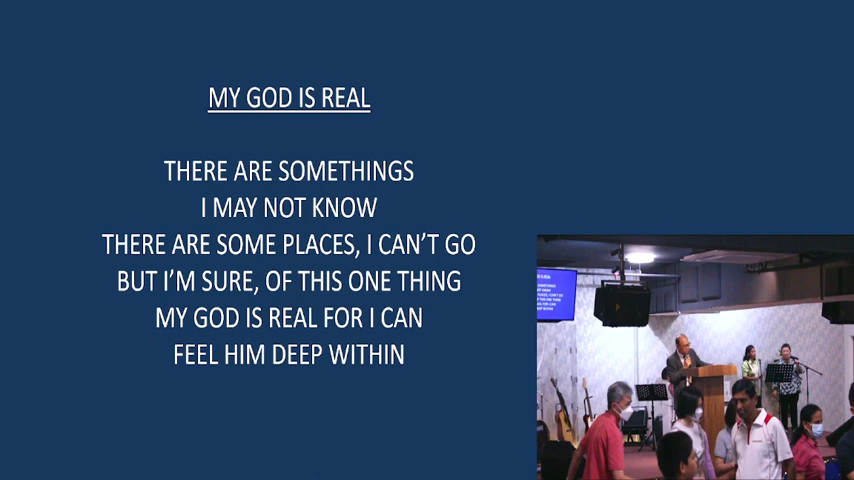 MY GOD IS REAL
THERE ARE SOMETHINGS
I MAY NOT KNOW
THERE ARE SOME PLACES, I CAN'T GO
BUT I'M SURE, OF THIS ONE THING
MY GOD IS REAL FOR I CAN
FEEL HIM DEEP WITHIN